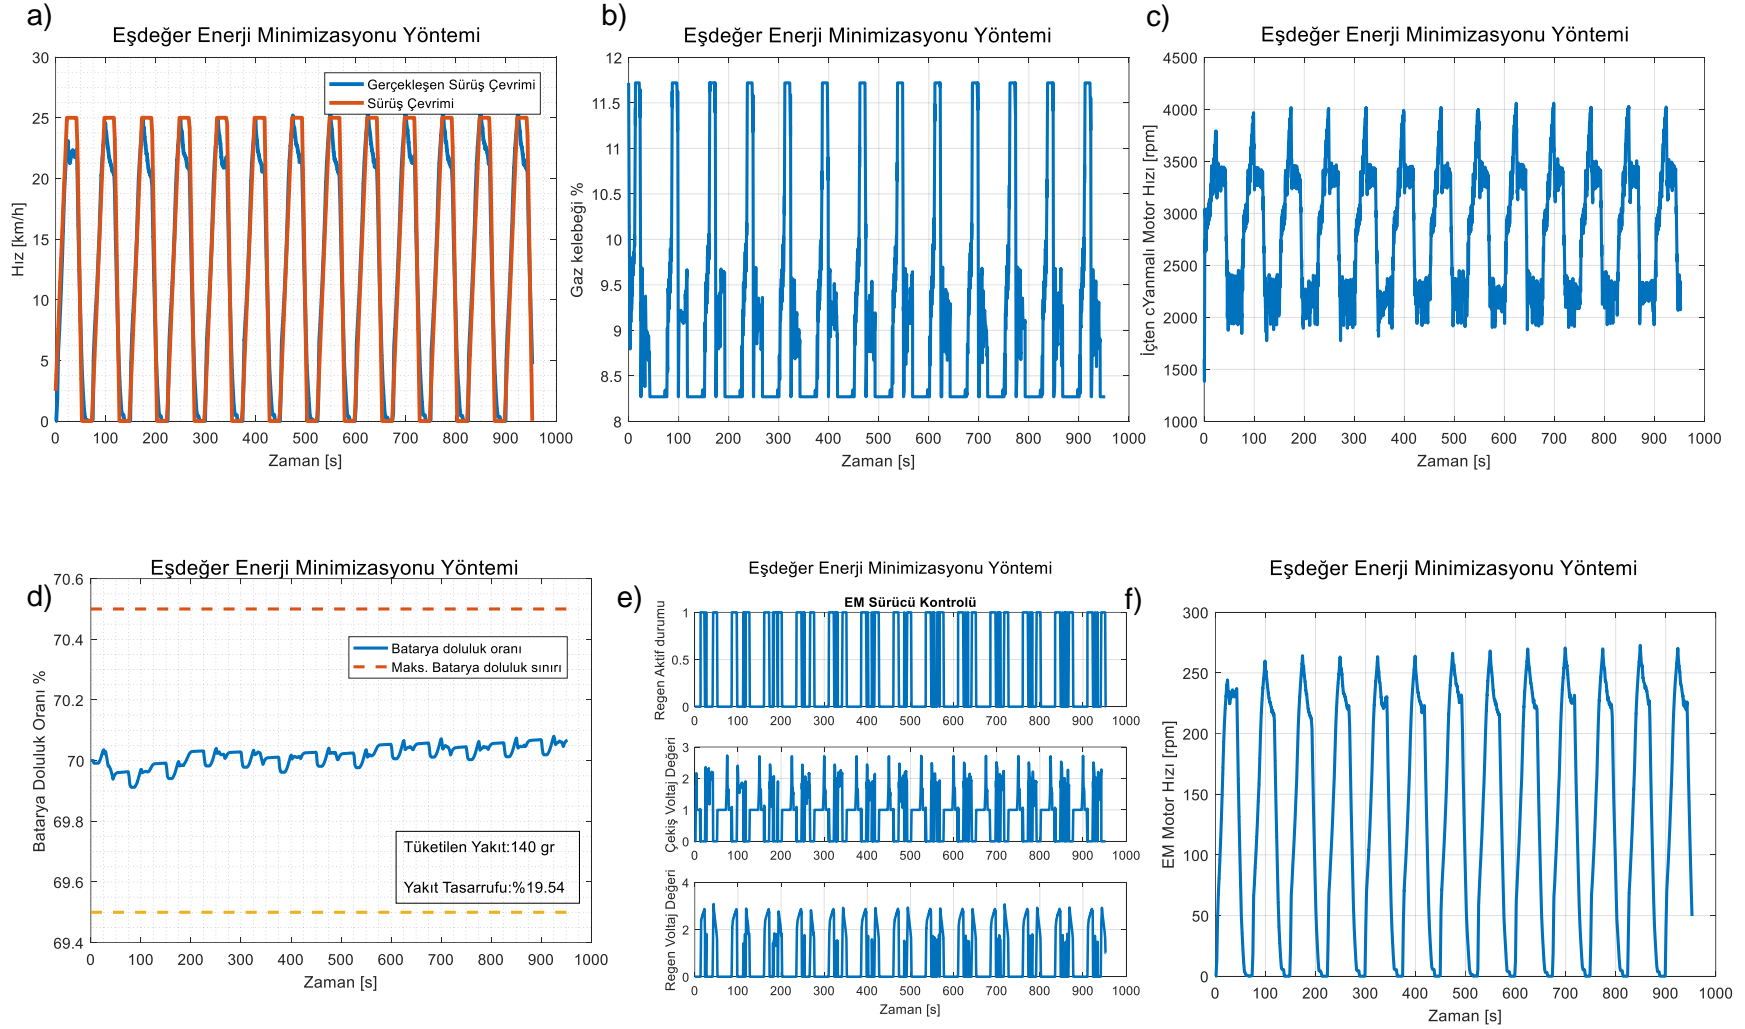 a)
Eşdeğer Enerji Minimizasyonu Yöntemi
30
25
20
15
10
5
0
Hız [km/h]
Gerçekleşen Sürüş Çevrimi
Sürüş Çevrimi
0 100 200 300 400 500 600 700 800 900 1000
Zaman [s]
b)
Eşdeğer Enerji Minimizasyonu Yöntemi
12
11.5
11
10.5
10
9.5
9
8.5
8
Gaz kelebeği %
0 100 200 300 400 500 600 700 800 900 1000
Zaman [s]
c)
Eşdeğer Enerji Minimizasyonu Yöntemi
4500
4000
3500
3000
2500
2000
1500
1000
İçten cYanmalı Motor Hızı [rpm]
0 100 200 300 400 500 600 700 800 900 1000
Zaman [s]
d)
Eşdeğer Enerji Minimizasyonu Yöntemi
70.6
70.4
70.2
70
69.8
69.6
69.4
Batarya Doluluk Oranı %
Batarya doluluk oranı
Maks. Batarya doluluk sınırı
Tüketilen Yakıt:140 gr
Yakıt Tasarrufu:%19.54
0 100 200 300 400 500 600 700 800 900 1000
Zaman [s]
e)
Eşdeğer Enerji Minimizasyonu Yöntemi
EM Sürücü Kontrolü
1
0.5
0
Regen Aktif durumu
0 100 200 300 400 500 600 700 800 900 1000
3
2
1
0
Çekiş Voltaj Değeri
0 100 200 300 400 500 600 700 800 900 1000
4
2
0
Regen Voltaj Değeri
0 100 200 300 400 500 600 700 800 900 1000
Zaman [s]
f)
Eşdeğer Enerji Minimizasyonu Yöntemi
300
250
200
150
100
50
0
EM Motor Hızı [rpm]
0 100 200 300 400 500 600 700 800 900 1000
Zaman [s]